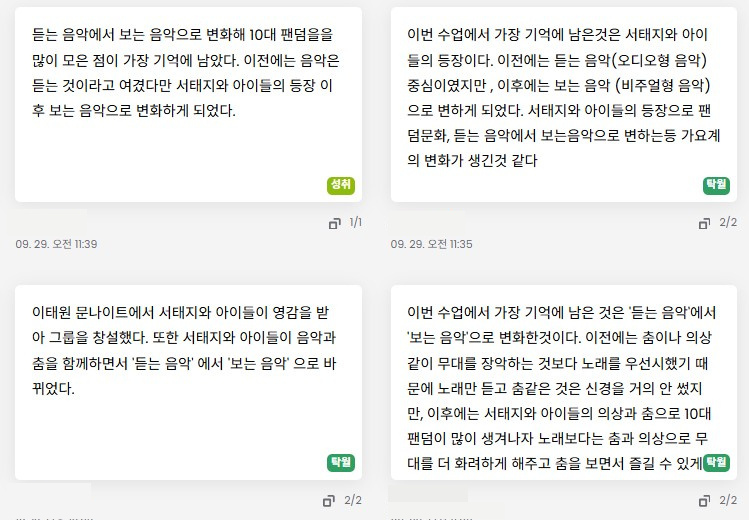 듣는 음악에서 보는 음악으로 변화해 10대 팬덤을을
많이 모은 점이 가장 기억에 남았다. 이전에는 음악은
듣는 것이라고 여겼다만 서태지와 아이들의 등장 이
후 보는 음악으로 변화하게 되었다.
성취
1/1
09. 29. 오전 11:39
이번 수업에서 가장 기억에 남은것은 서태지와 아이
들의 등장이다. 이전에는 듣는 음악(오디오형 음악)
중심이였지만 , 이후에는 보는 음악 (비주얼형 음악)
으로 변하게 되었다. 서태지와 아이들의 등장으로 팬
덤문화, 듣는 음악에서 보는음악으로 변하는등 가요계
의 변화가 생긴것 같다
탁월
2/2
09. 29. 오전 11:35
이태원 문나이트에서 서태지와 아이들이 영감을 받
아 그룹을 창설했다. 또한 서태지와 아이들이 음악과
춤을 함께하면서 '듣는 음악' 에서 '보는 음악' 으로 바
뀌었다.
탁월
2/2
이번 수업에서 가장 기억에 남은 것은 '듣는 음악'에서
'보는 음악'으로 변화한것이다. 이전에는 춤이나 의상
같이 무대를 장악하는 것보다 노래를 우선시했기 때
문에 노래만 듣고 춤같은 것은 신경을 거의 안 썼지
만, 이후에는 서태지와 아이들의 의상과 춤으로 10대
팬덤이 많이 생겨나자 노래보다는 춤과 의상으로 무
대를 더 화려하게 해주고 춤을 보면서 즐길 수 있게
탁월
2/2